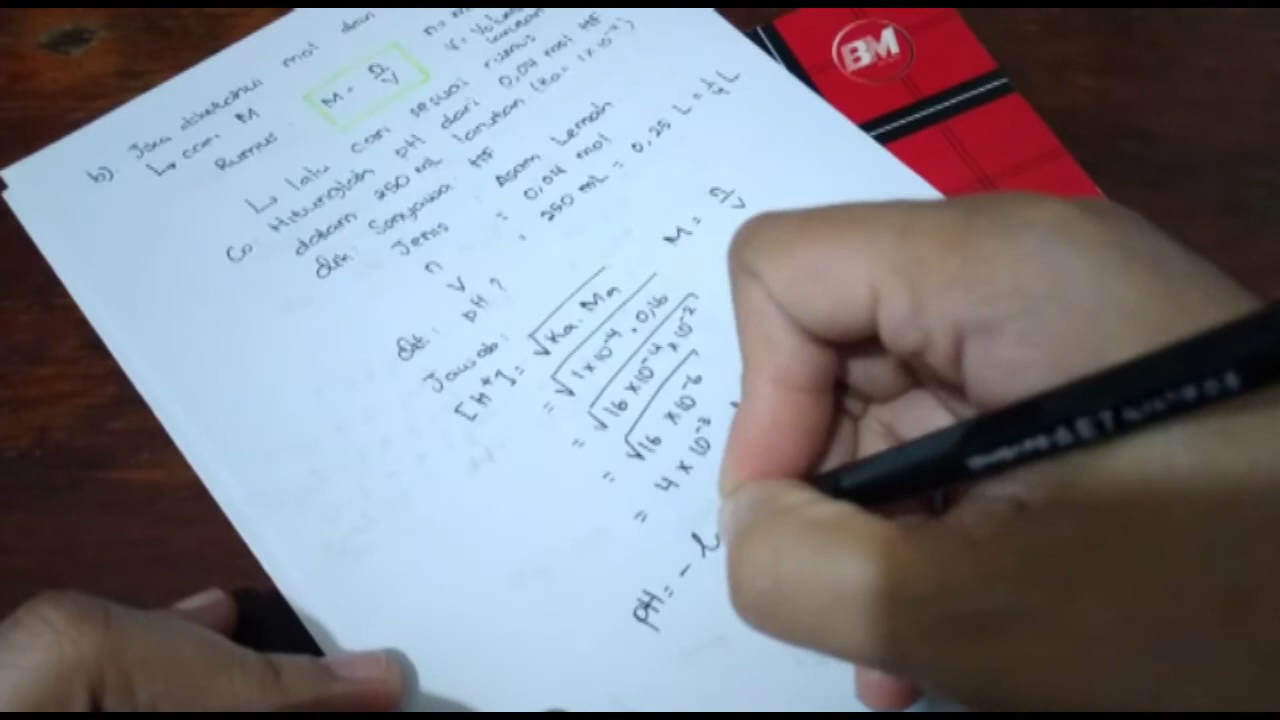 b). Jika diketahui mol dan
↳ cari M
Rumus
M = n/V
n = m
V = Volume
larutan
↳ lalu cari sesuai rumus
Co: Hitunglah pH dari 0,04 mol HF
dalam 250 mL larutan (Ka = 1 x 10⁻⁴)
dik: Senyawa HF
Jenis Asam Lemah
n = 0,04 mol
V = 250 mL = 0,25 L = 1/4 L
dit: pH?
Jawab:
M = n/V
[H⁺] = √Ka . Ma
= √1 x 10⁻⁴ . 0,16
= √16 x 10⁻⁴ x 10⁻²
= √16 x 10⁻⁶
= 4 x 10⁻³
pH = - l
BM